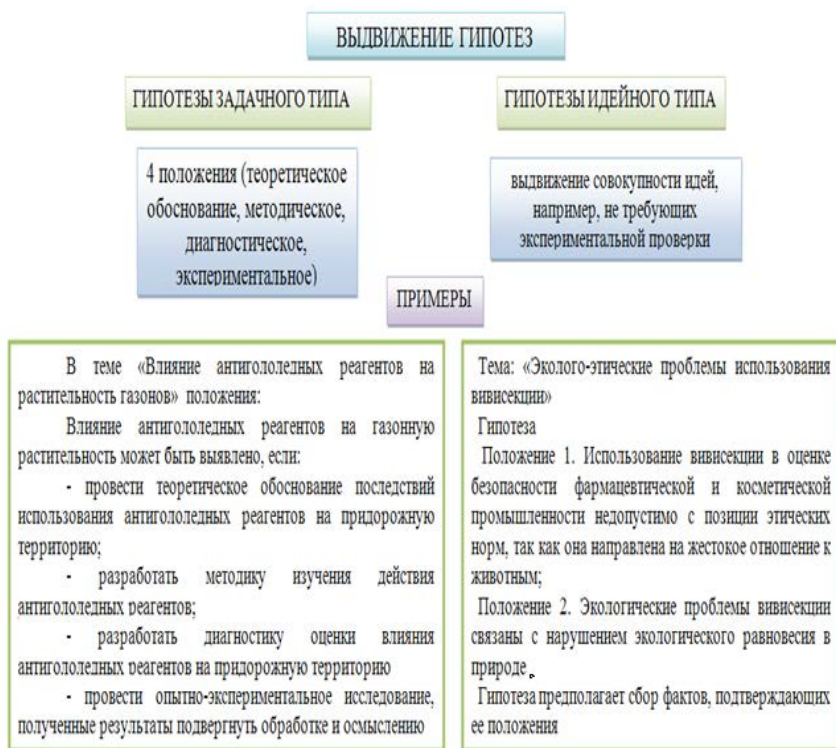 ВЫДВИЖЕНИЕ ГИПОТЕЗ
ГИПОТЕЗЫ ЗАДАЧНОГО ТИПА
ГИПОТЕЗЫ ИДЕЙНОГО ТИПА
4 положения (теоретическое
обоснование, методическое,
диагностическое,
экспериментальное)
выдвижение совокупности идей,
например, не требующих
экспериментальной проверки
ПРИМЕРЫ
В теме «Влияние антигололедных реагентов на
растительность газонов» положения:
Влияние антигололедных реагентов на газонную
растительность может быть выявлено, если:
- провести теоретическое обоснование последствий
использования антигололедных реагентов на придорожную
территорию;
- разработать методику изучения действия
антигололедных реагентов;
- разработать диагностику оценки влияния
антигололедных реагентов на придорожную территорию
- провести опытно-экспериментальное исследование,
полученные результаты подвергнуть обработке и осмыслению
Тема: «Эколого-этические проблемы использования
вивисекции»
Гипотеза
Положение 1. Использование вивисекции в оценке
безопасности фармацевтической и косметической
промышленности недопустимо с позиции этических
норм, так как она направлена на жестокое отношение к
животным;
Положение 2. Экологические проблемы вивисекции
связаны с нарушением экологического равновесия в
природе.
Гипотеза предполагает сбор фактов, подтверждающих
ее положения